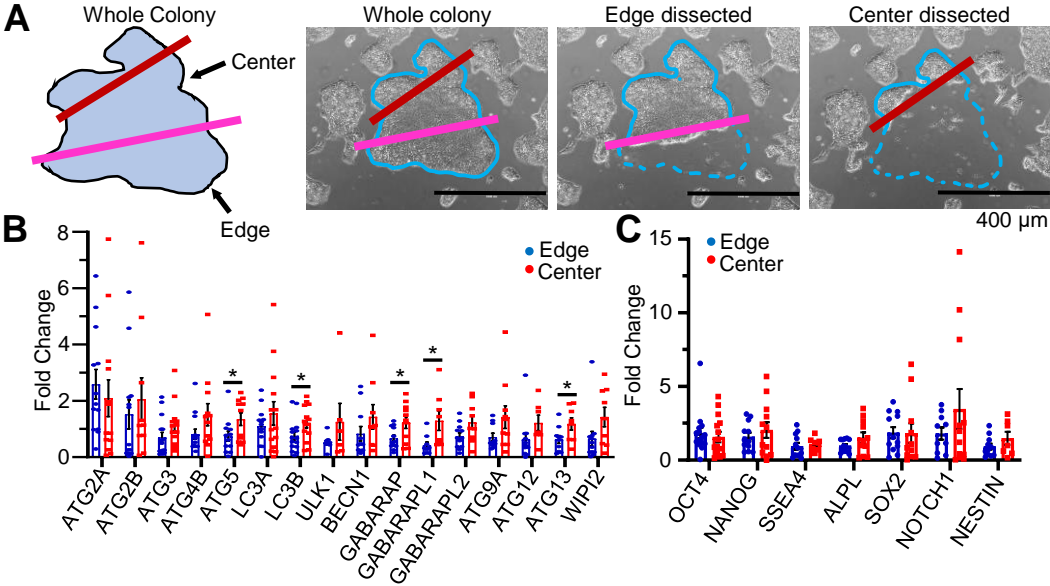 A
Whole Colony
Center
Edge
Whole colony
Edge dissected
Center dissected
400 µm
B
Fold Change
8
6
4
2
0
Edge
Center
*
*
*
*
*
ATG2A
ATG2B
ATG3
ATG4B
ATG5
LC3A
LC3B
ULK1
BECN1
GABARAP
GABARAPL1
GABARAPL2
ATG9A
ATG12
ATG13
WIPI2
C
Fold Change
15
10
5
0
Edge
Center
OCT4
NANOG
SSEA4
ALPL
SOX2
NOTCH1
NESTIN